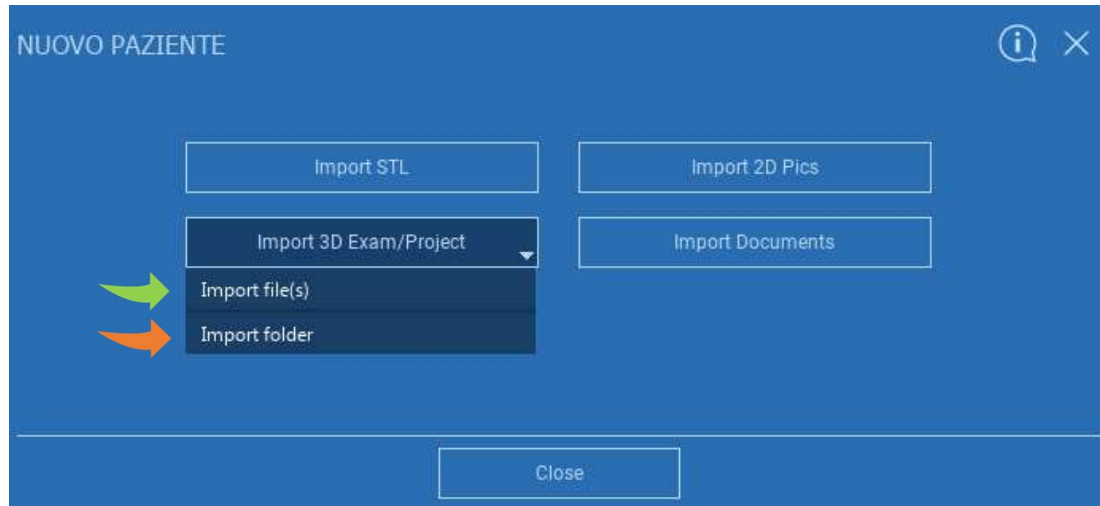 NUOVO PAZIENTE
Import STL
Import 2D Pics
Import 3D Exam/Project
Import Documents
Import file(s)
Import folder
Close